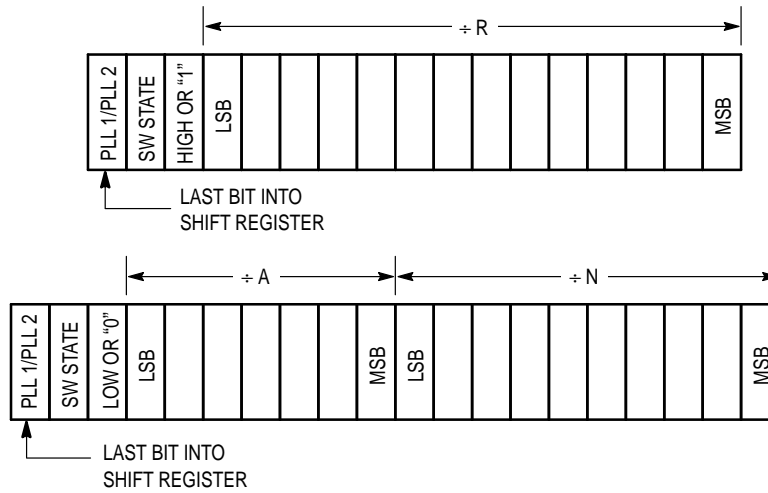 ÷ R
PLL 1/PLL 2
SW STATE
HIGH OR “1”
LSB
MSB
LAST BIT INTO
SHIFT REGISTER
÷ A
÷ N
PLL 1/PLL 2
SW STATE
LOW OR “0”
LSB
MSB
LSB
MSB
LAST BIT INTO
SHIFT REGISTER